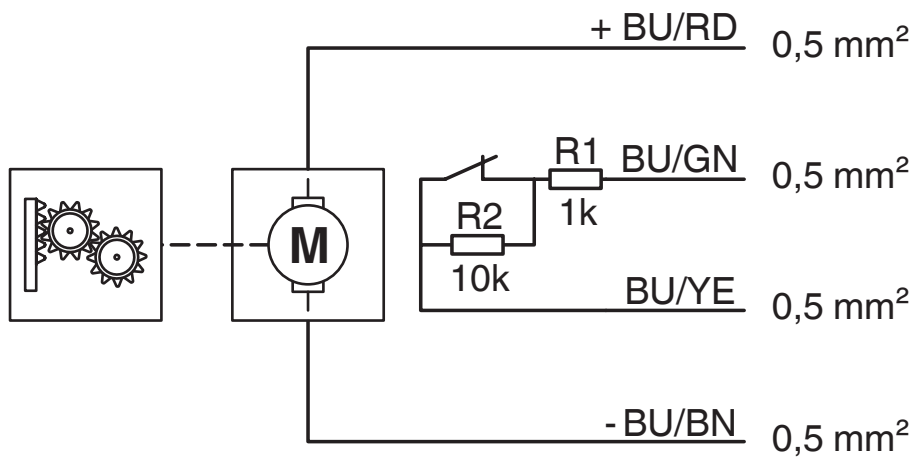 + BU/RD 0,5 mm²
R1 BU/GN 0,5 mm²
1k
R2
10k
M
BU/YE 0,5 mm²
- BU/BN 0,5 mm²